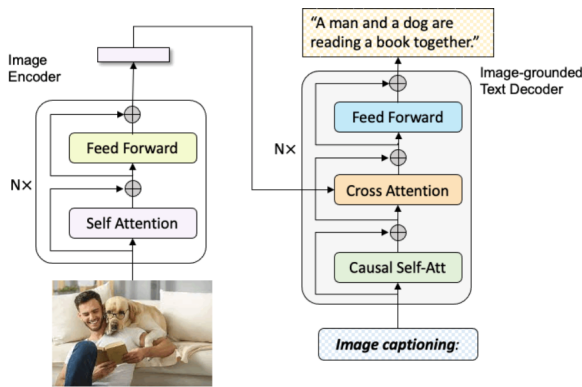 Image
Encoder
N×
Feed Forward
Self Attention
"A man and a dog are
reading a book together."
Image-grounded
Text Decoder
N×
Feed Forward
Cross Attention
Causal Self-Att
Image captioning: